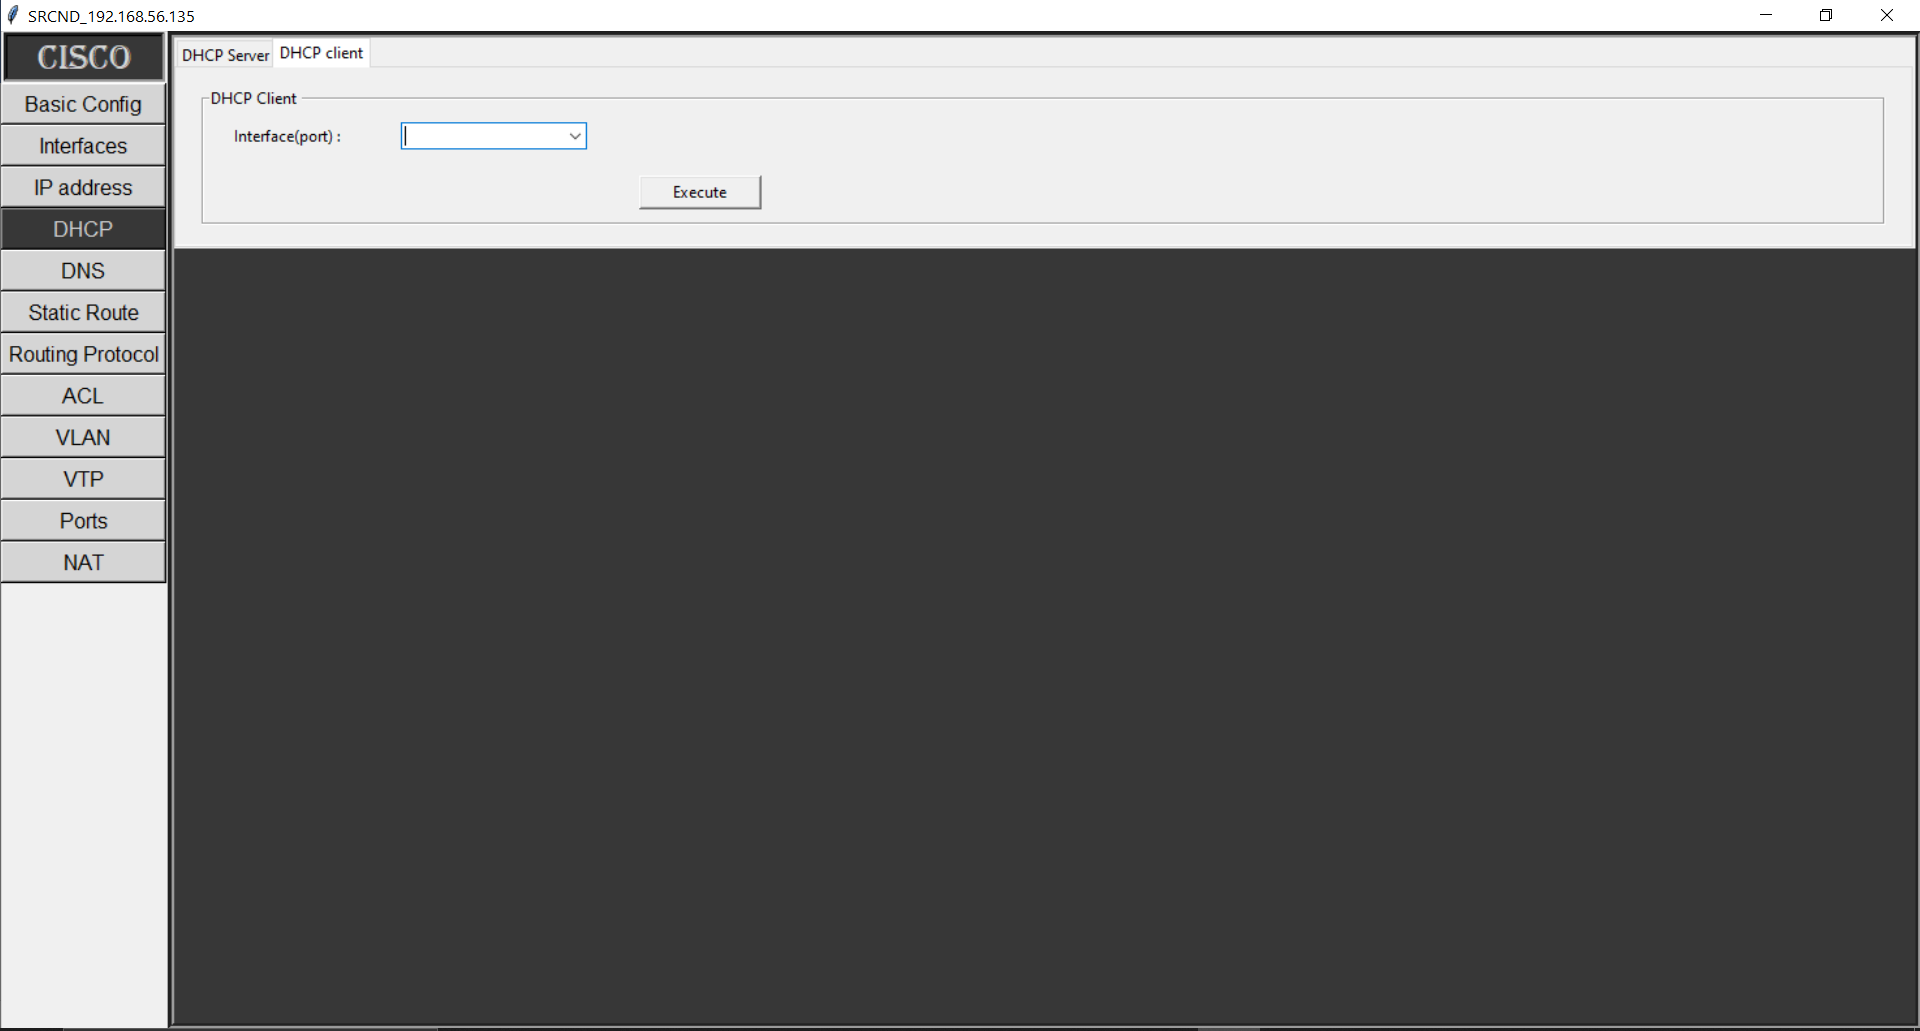 SRCND_192.168.56.135
CISCO
Basic Config
Interfaces
IP address
DHCP
DNS
Static Route
Routing Protocol
ACL
VLAN
VTP
Ports
NAT
DHCP Server DHCP client
DHCP Client
Interface(port) :
Execute